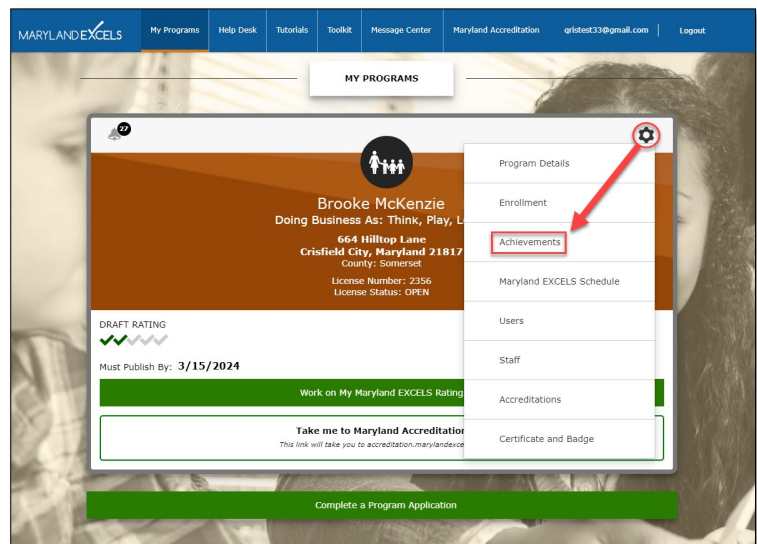 MARYLAND EXCELS
My Programs
Help Desk
Tutorials
Toolkit
Message Center
Maryland Accreditation
qristest33@gmail.com
Logout
MY PROGRAMS
27
Brooke McKenzie
Doing Business As: Think, Play, L
664 Hilltop Lane
Crisfield City, Maryland 21817
County: Somerset
License Number: 2356
License Status: OPEN
Program Details
Enrollment
Achievements
Maryland EXCELS Schedule
Users
Staff
Accreditations
Certificate and Badge
DRAFT RATING
Must Publish By: 3/15/2024
Work on My Maryland EXCELS Rating
Take me to Maryland Accreditation
This link will take you to accreditation.marylandexce
Complete a Program Application